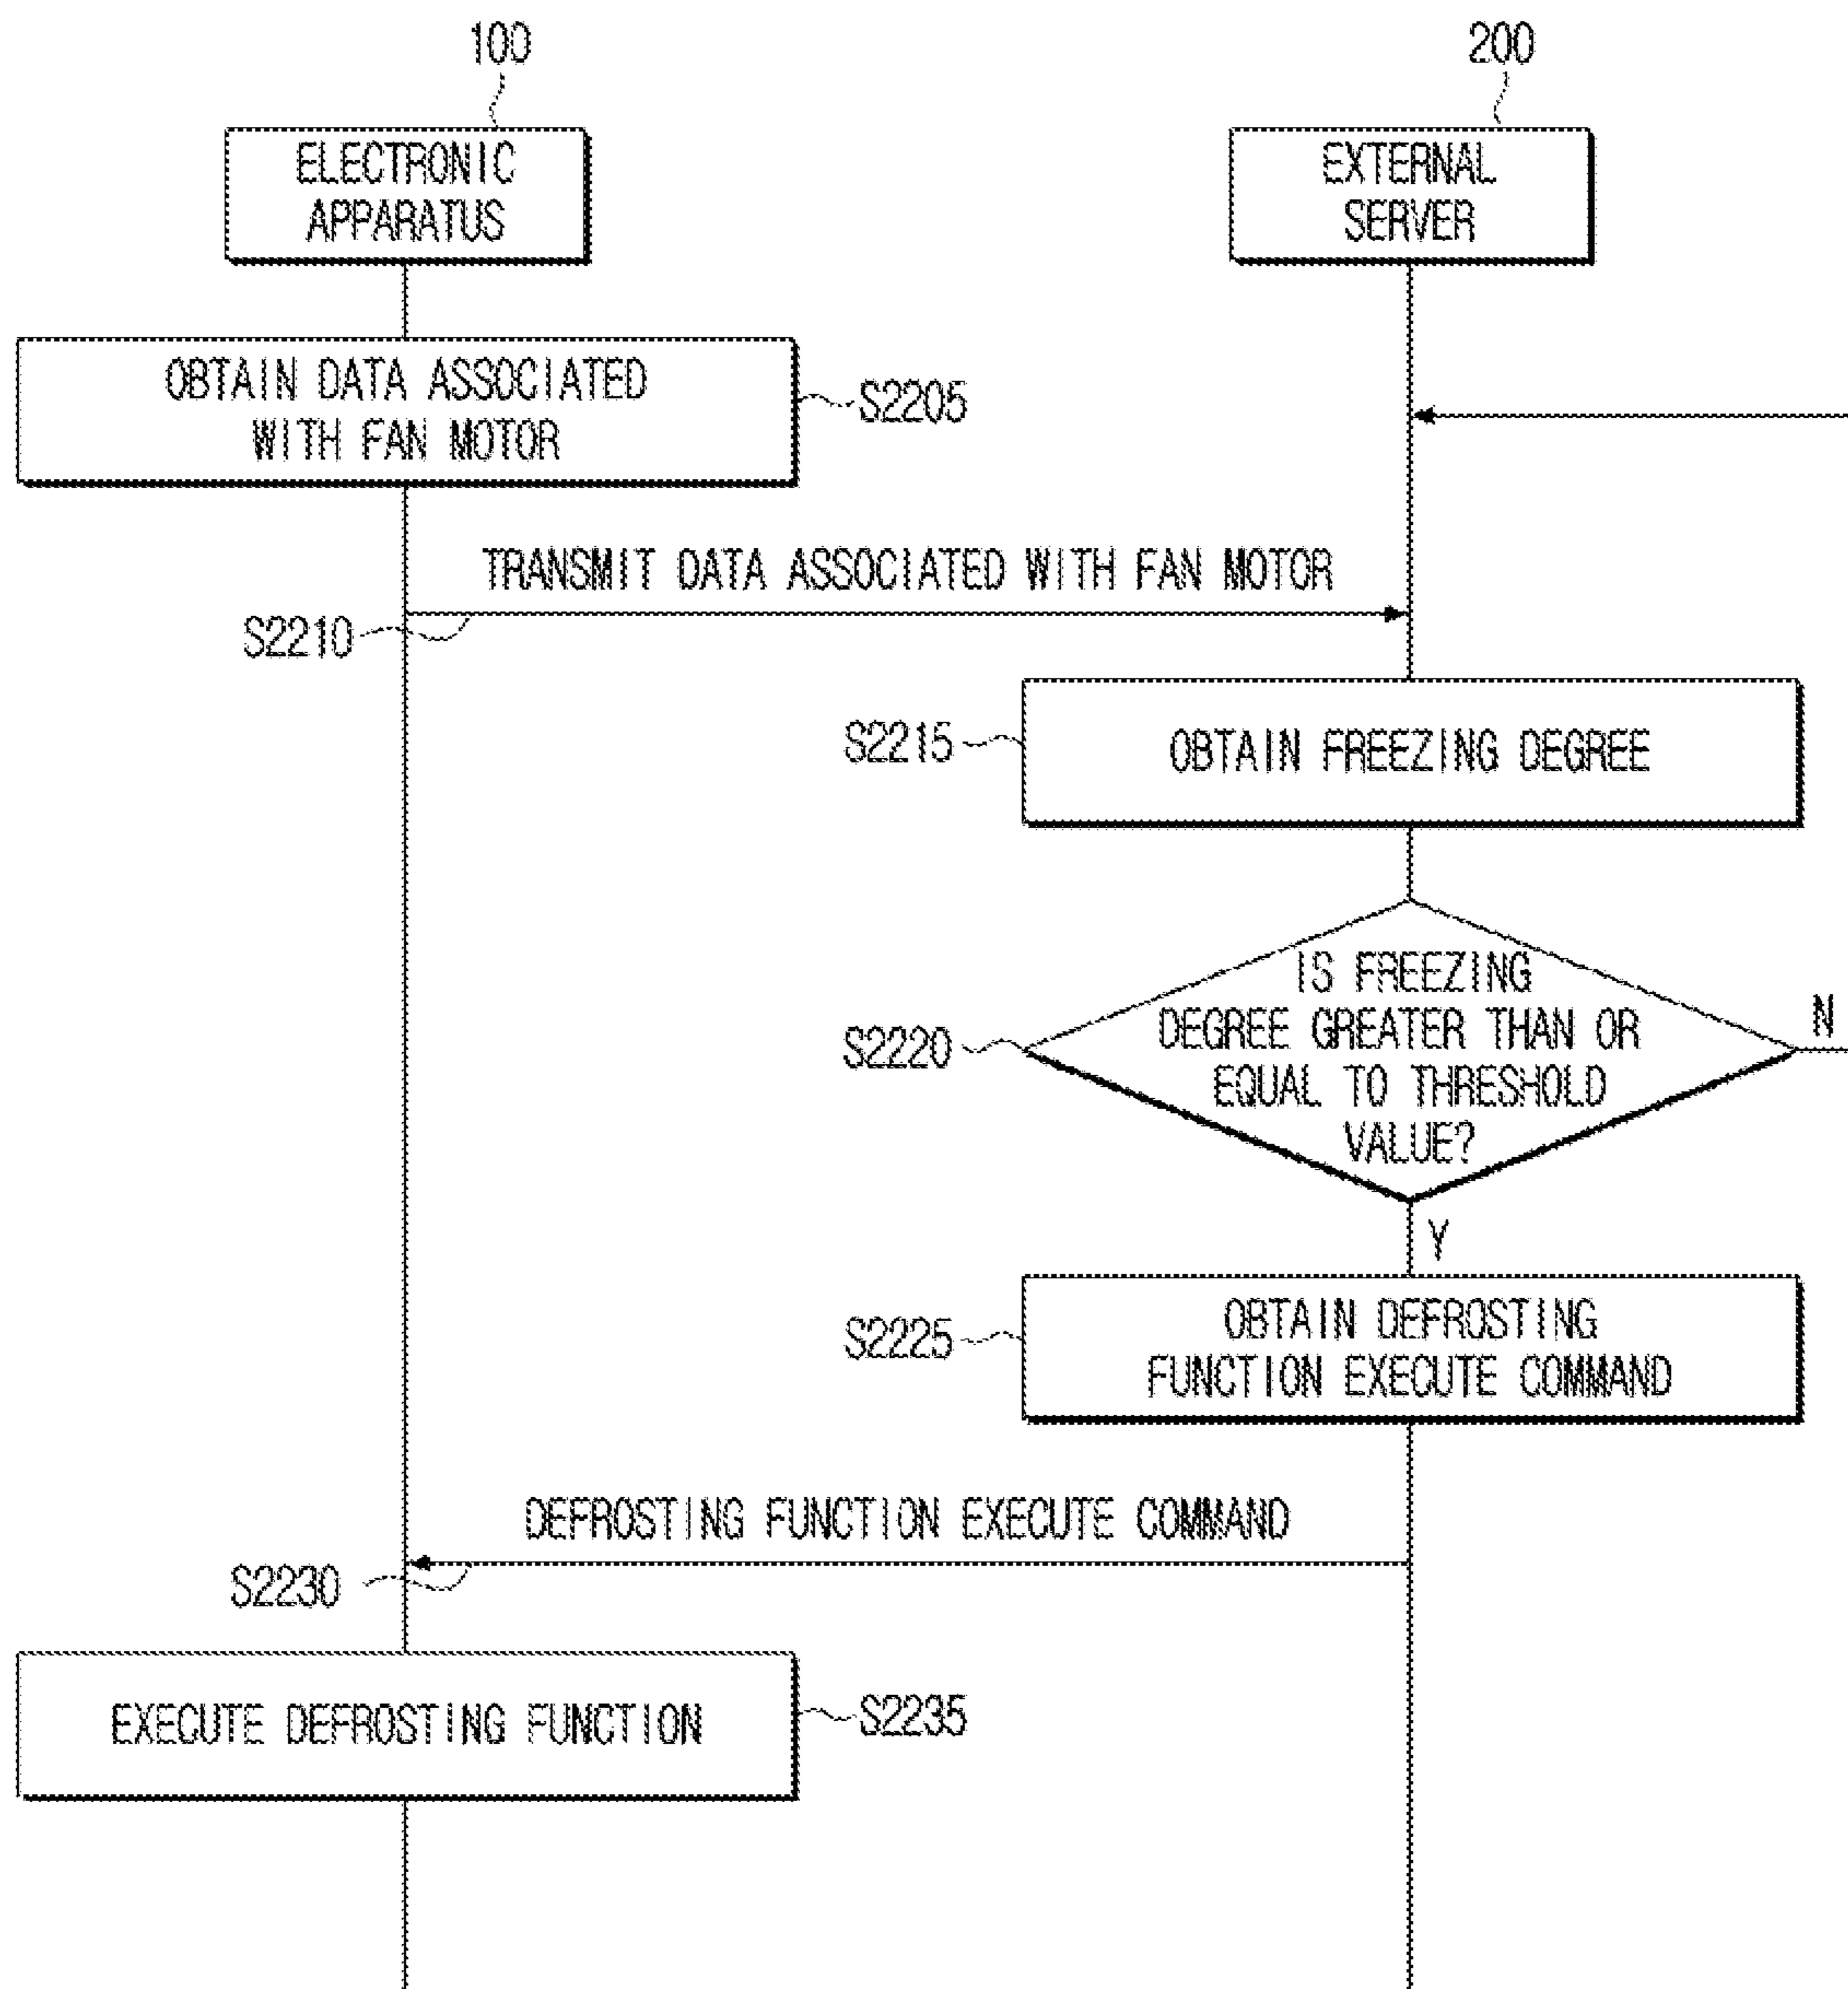 100
200
ELECTRONIC
APPARATUS
EXTERNAL
SERVER
OBTAIN DATA ASSOCIATED
WITH FAN MOTOR
S2205
TRANSMIT DATA ASSOCIATED WITH FAN MOTOR
S2210
S2215
OBTAIN FREEZING DEGREE
IS FREEZING
DEGREE GREATER THAN OR
EQUAL TO THRESHOLD
VALUE?
S2220
N
Y
S2225
OBTAIN DEFROSTING
FUNCTION EXECUTE COMMAND
DEFROSTING FUNCTION EXECUTE COMMAND
S2230
EXECUTE DEFROSTING FUNCTION
S2235